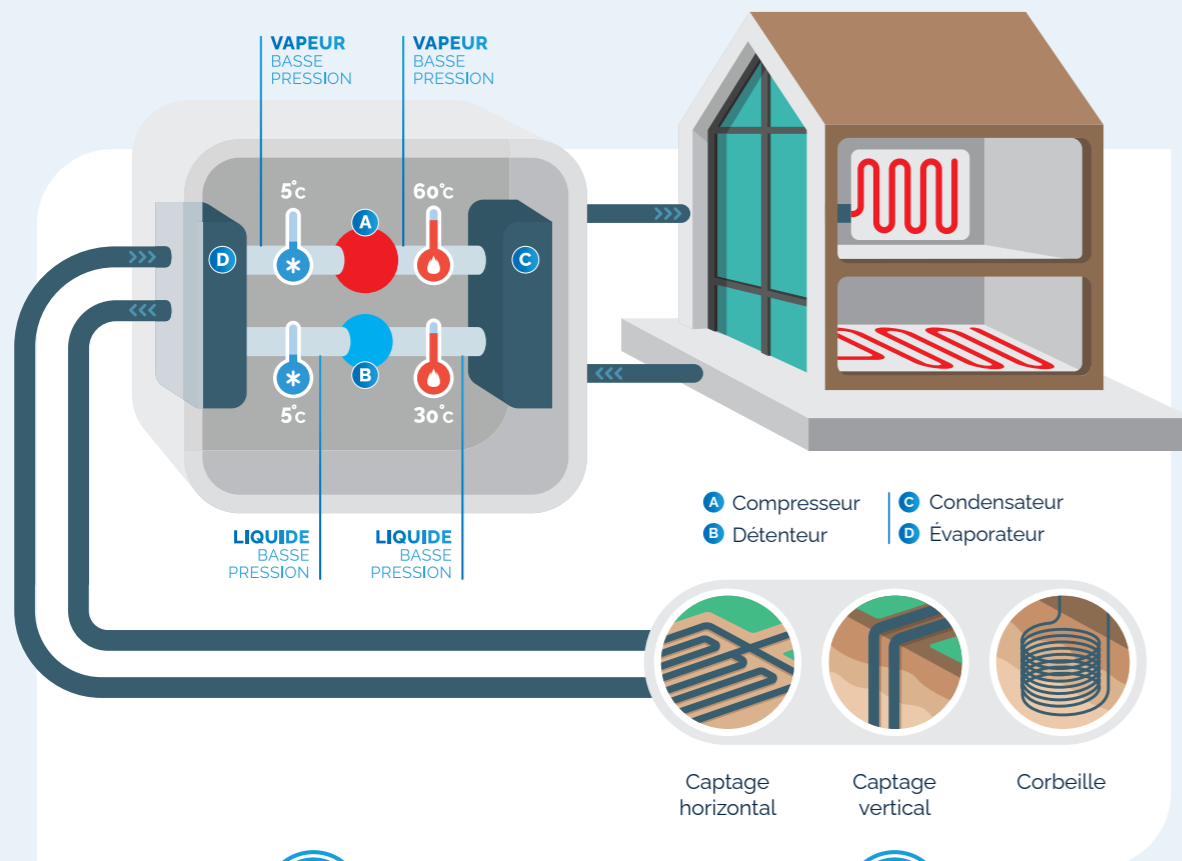 VAPEUR
BASSE
PRESSION
VAPEUR
BASSE
PRESSION
5°C
60°C
A
D
C
B
5°C
30°C
LIQUIDE
BASSE
PRESSION
LIQUIDE
BASSE
PRESSION
A Compresseur
B Détenteur
C Condensateur
D Évaporateur
Captage
horizontal
Captage
vertical
Corbeille